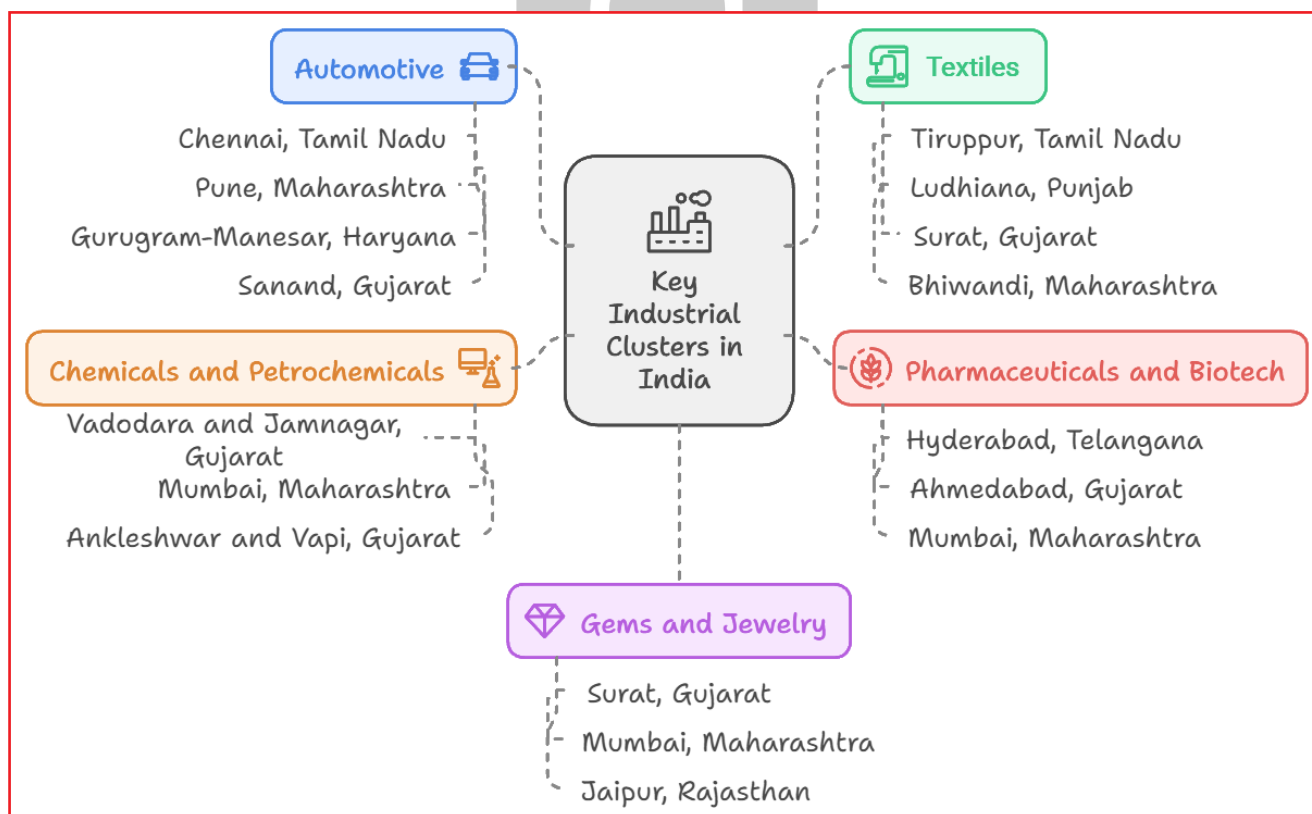 Automotive
Chennai, Tamil Nadu
Pune, Maharashtra
Gurugram-Manesar, Haryana
Sanand, Gujarat
Textiles
Tiruppur, Tamil Nadu
Ludhiana, Punjab
Surat, Gujarat
Bhiwandi, Maharashtra
Key
Industrial
Clusters in
India
Chemicals and Petrochemicals
Vadodara and Jamnagar,
Gujarat
Mumbai, Maharashtra
Ankleshwar and Vapi, Gujarat
Pharmaceuticals and Biotech
Hyderabad, Telangana
Ahmedabad, Gujarat
Mumbai, Maharashtra
Gems and Jewelry
Surat, Gujarat
Mumbai, Maharashtra
Jaipur, Rajasthan